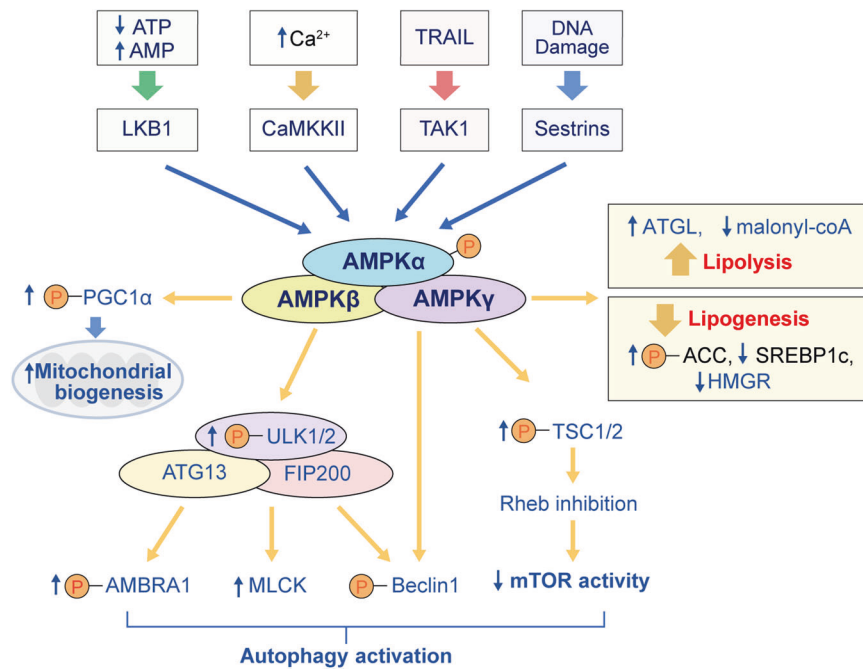 ↓ ATP
↑ AMP
↑Ca²⁺
TRAIL
DNA
Damage
LKB1
CaMKKII
TAK1
Sestrins
AMPKα
P
AMPKβ
AMPKγ
↑ATGL, ↓malonyl-coA
Lipolysis
Lipogenesis
↑ P ACC, ↓ SREBP1c,
↓HMGR
↑ P PGC1α
↑Mitochondrial
biogenesis
↑ P ULK1/2
ATG13
FIP200
↑ P TSC1/2
Rheb inhibition
↑ P AMBRA1
↑MLCK
P Beclin1
↓ mTOR activity
Autophagy activation